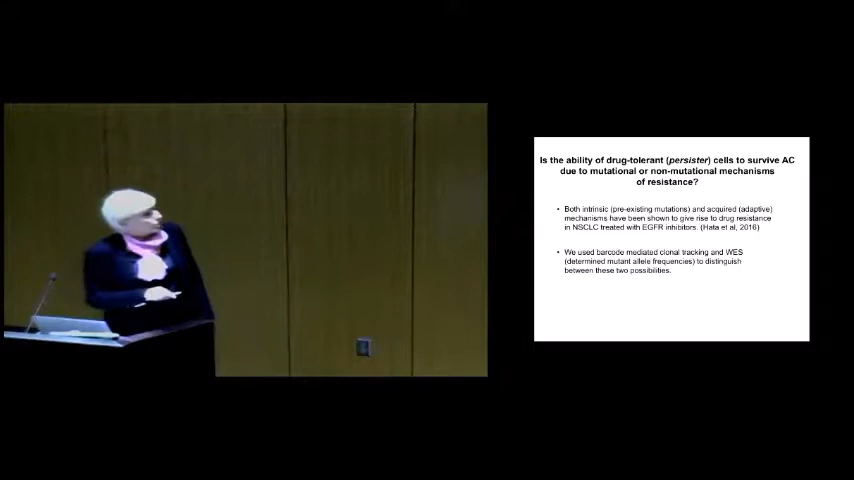 Is the ability of drug-tolerant (persister) cells to survive AC
due to mutational or non-mutational mechanisms
of resistance?
• Both intrinsic (pre-existing mutations) and acquired (adaptive)
mechanisms have been shown to give rise to drug resistance
in NSCLC treated with EGFR inhibitors. (Hata et al, 2016)
• We used barcode mediated clonal tracking and WES
(determined mutant allele frequencies) to distinguish
between these two possibilities.